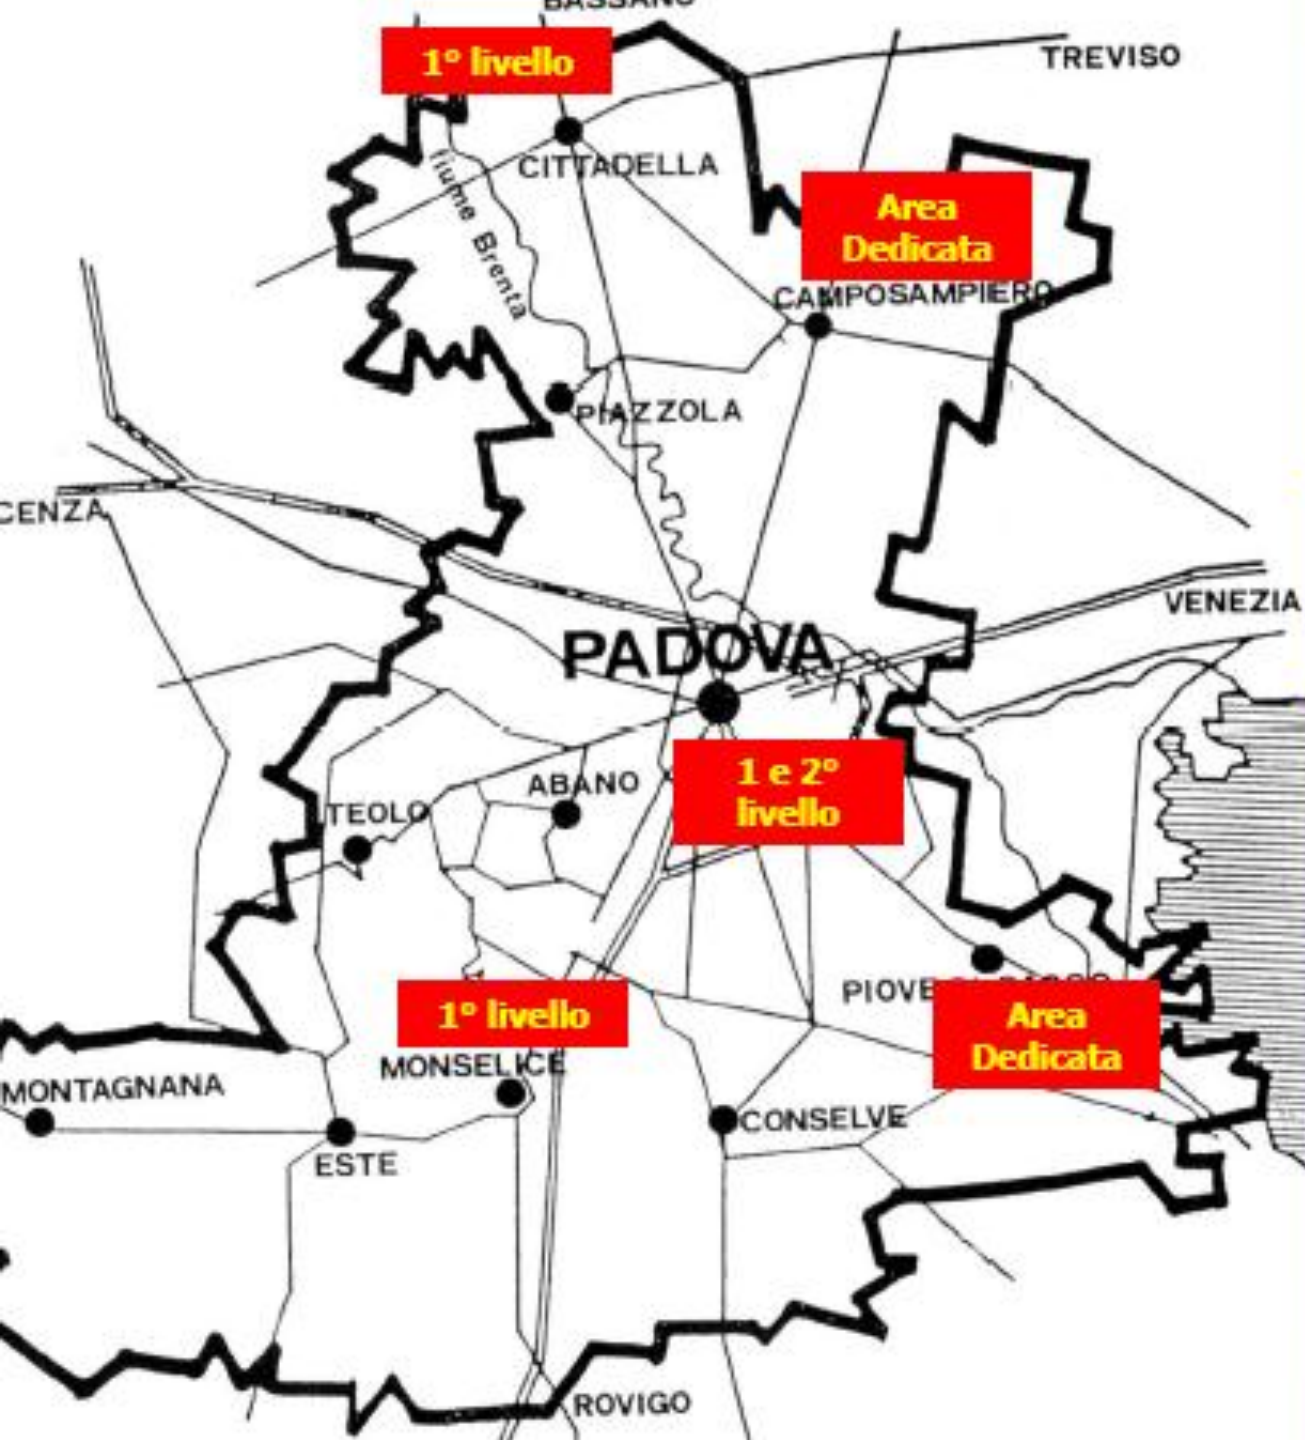 BASSANO
1° livello
TREVISO
CITTADELLA
fiume Brenta
Area
Dedicata
CAMPOSAMPIERO
PIAZZOLA
CENZA
VENEZIA
PADOVA
1 e 2°
livello
ABANO
TEOLO
PIOVE
Area
Dedicata
1° livello
MONSELICE
MONTAGNANA
CONSELVE
ESTE
ROVIGO